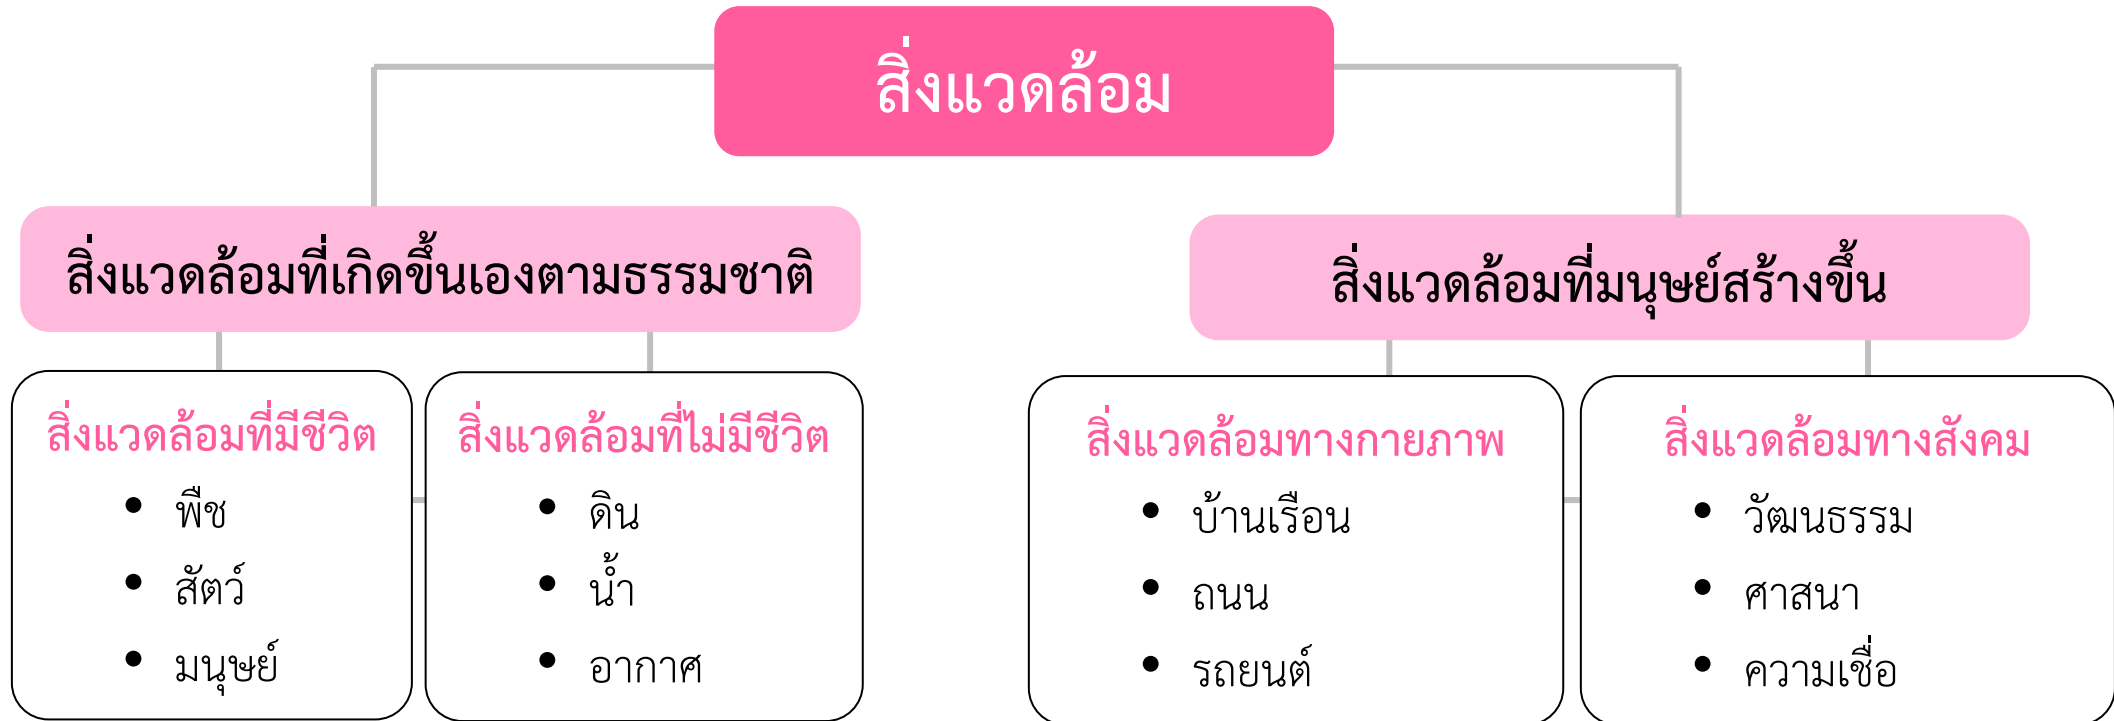 สิ่งแวดล้อม
สิ่งแวดล้อมที่เกิดขึ้นเองตามธรรมชาติ
สิ่งแวดล้อมที่มีชีวิต
• พืช
• สัตว์
• มนุษย์
สิ่งแวดล้อมที่ไม่มีชีวิต
• ดิน
• น้ำ
• อากาศ
สิ่งแวดล้อมที่มนุษย์สร้างขึ้น
สิ่งแวดล้อมทางกายภาพ
• บ้านเรือน
• ถนน
• รถยนต์
สิ่งแวดล้อมทางสังคม
• วัฒนธรรม
• ศาสนา
• ความเชื่อ